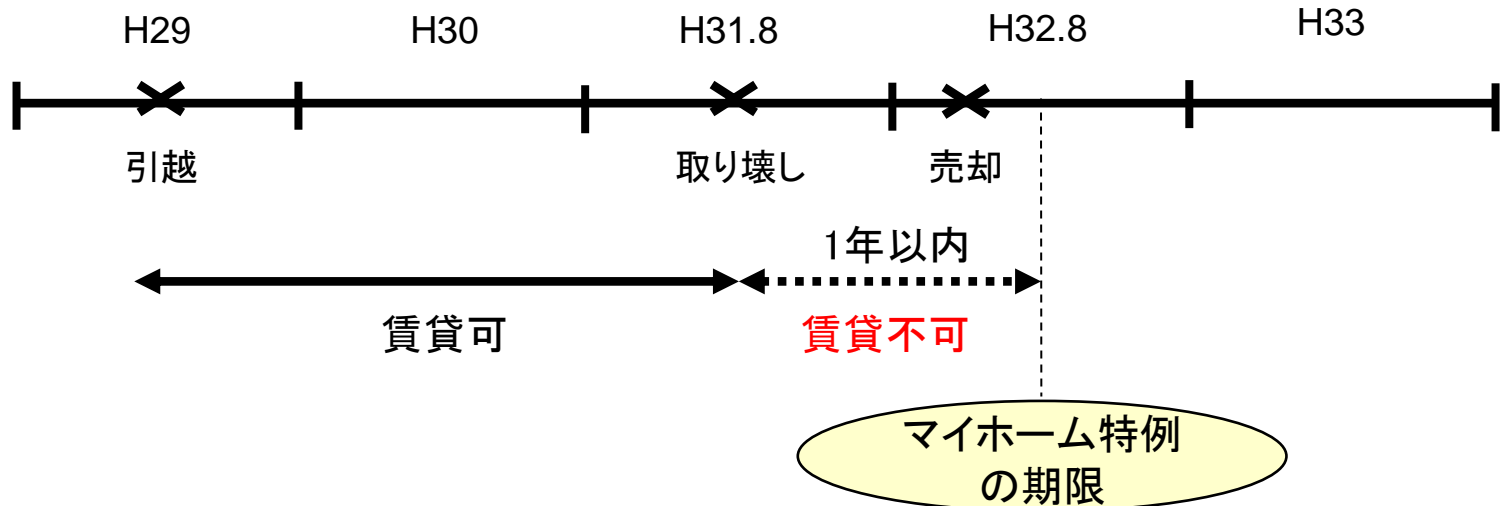 H29
H30
H31.8
H32.8
H33
引越
取り壊し
売却
1年以内
賃貸可
賃貸不可
マイホーム特例
の期限